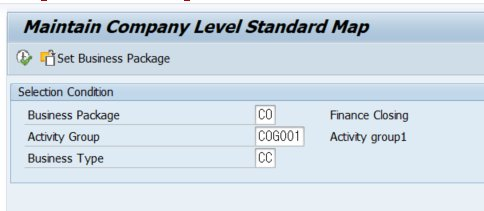 Maintain Company Level Standard Map
Set Business Package
Selection Condition
Business Package CO Finance Closing
Activity Group COG001 Activity group1
Business Type CC